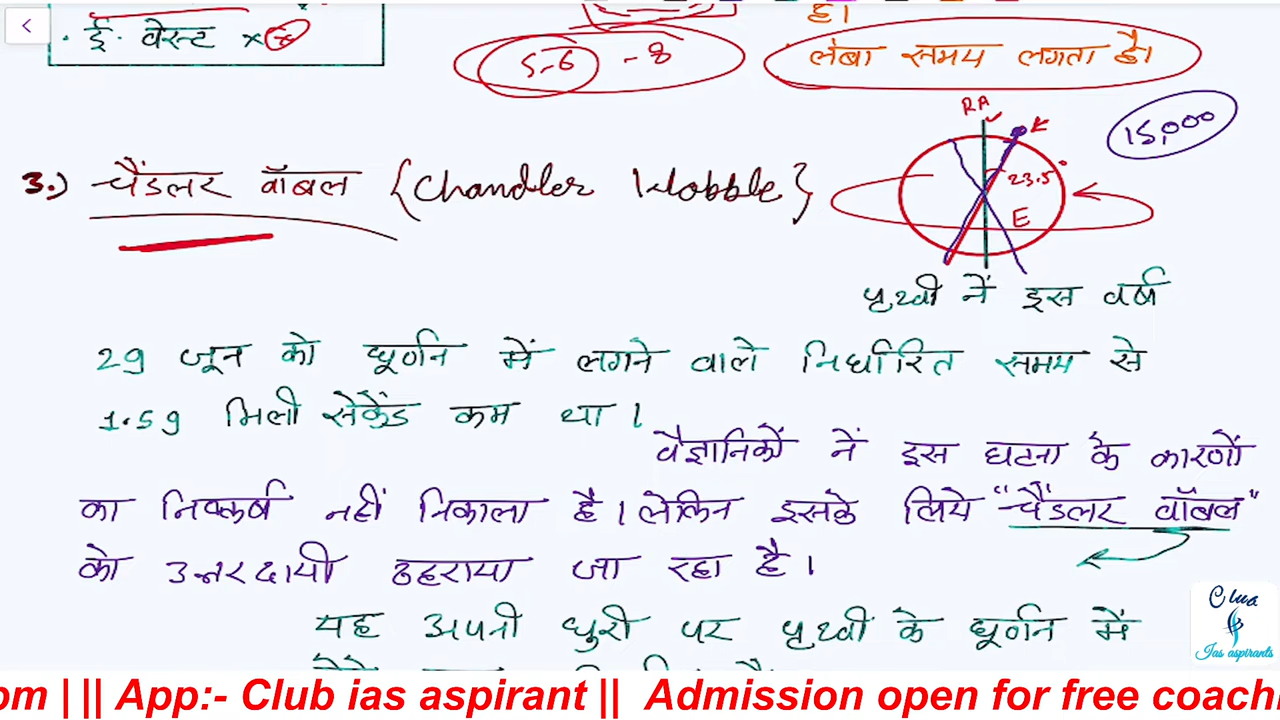 है।
· ई· वेस्ट ×
5-6 - 8
लंबा समय लगता है।
RA
15,000
3.) चैंडलर वॉबल {Chandler Wobble}
23.5°
E
पृथ्वी नें इस वर्ष
29 जून को घूर्णन में लगने वाले निर्धारित समय से
1.59 मिली सेकैंड कम था।
वैज्ञानिकों नें इस घटना के कारणों
का निष्कर्ष नहीं निकाला है। लेकिन इसके लिये "चैंडलर वॉबल"
को उत्तरदायी ठहराया जा रहा है।
यह अपनी धुरी पर पृथ्वी के घूर्णन में
Clua
Ias aspirants
om | || App:- Club ias aspirant || Admission open for free coachi